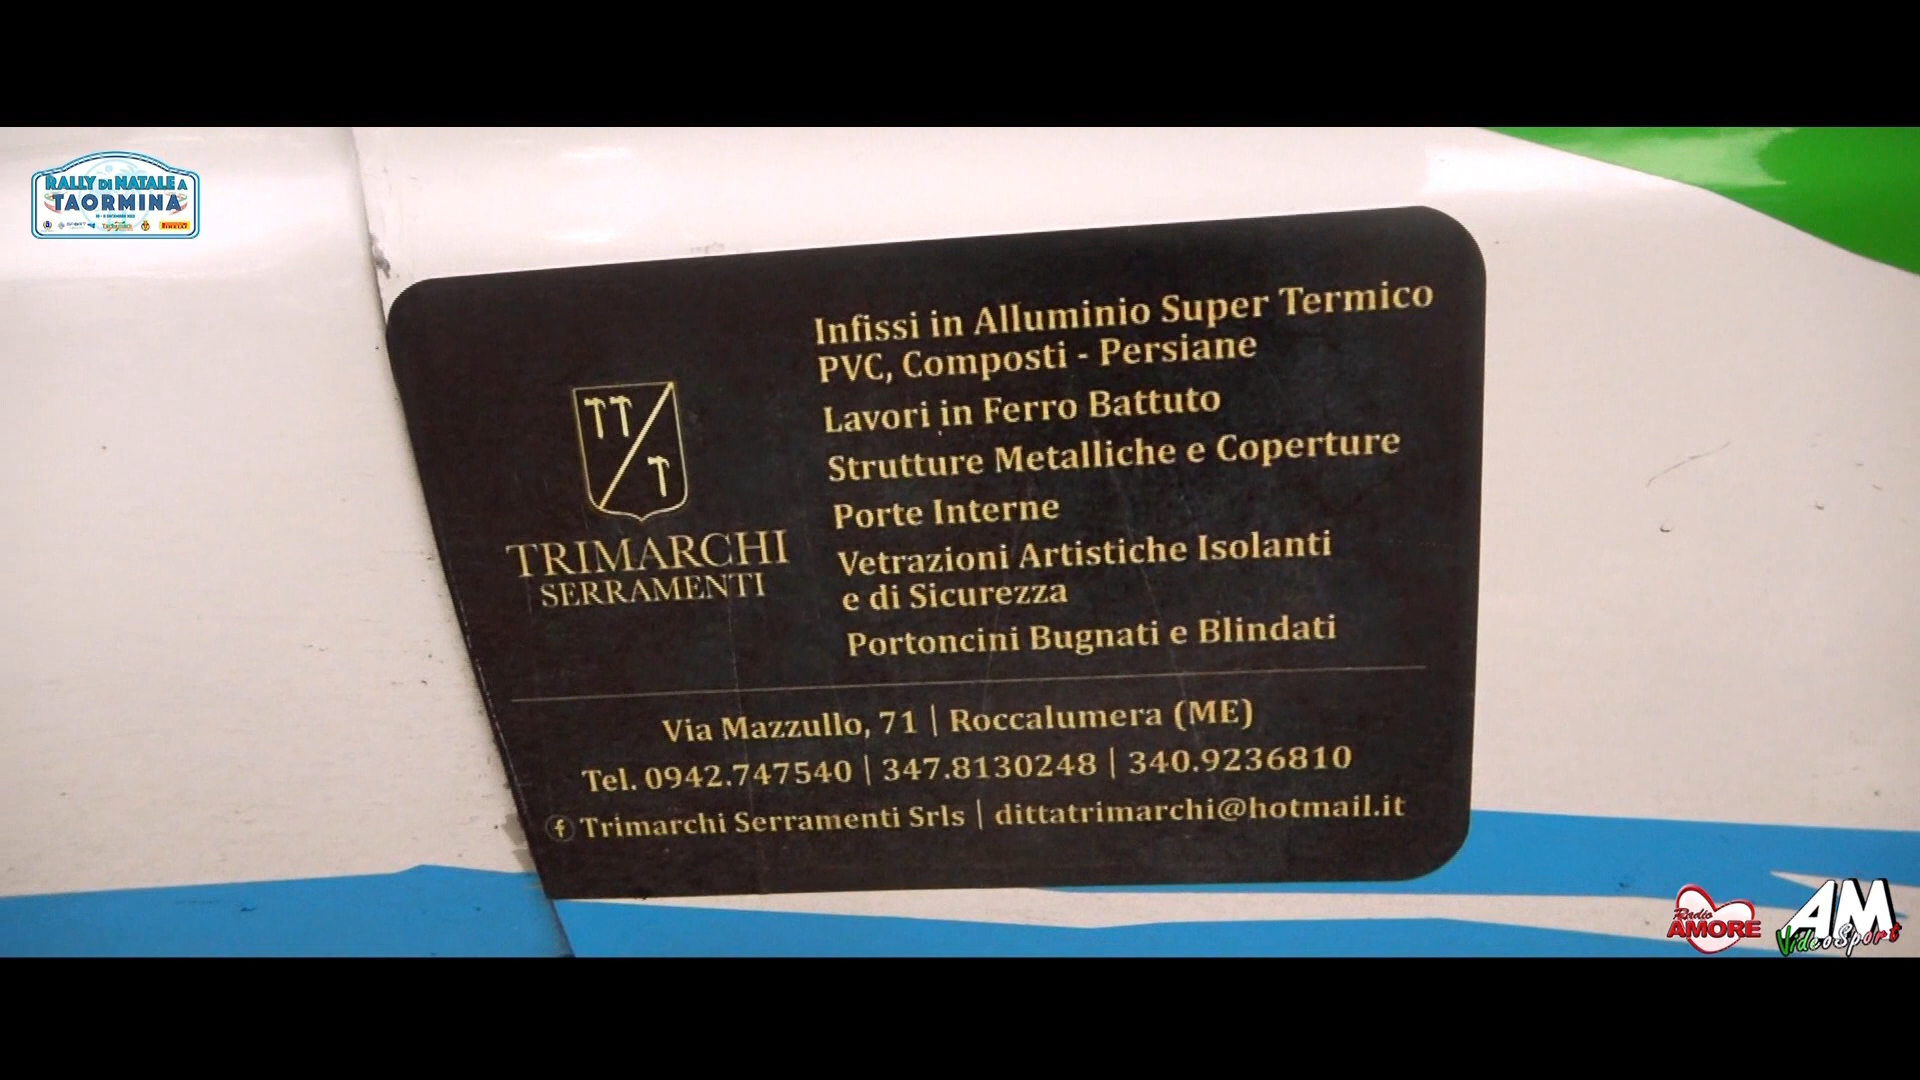 RALLY DI NATALE A
TAORMINA
PIRELLI
Infissi in Alluminio Super Termico
PVC, Composti - Persiane
Lavori in Ferro Battuto
Strutture Metalliche e Coperture
Porte Interne
Vetrazioni Artistiche Isolanti
e di Sicurezza
Portoncini Bugnati e Blindati
TRIMARCHI
SERRAMENTI
Via Mazzullo, 71 | Roccalumera (ME)
Tel. 0942.747540 | 347.8130248 | 340.9236810
Trimarchi Serramenti Srls | dittatrimarchi@hotmail.it
Radio
AMORE
AM
VideoSport